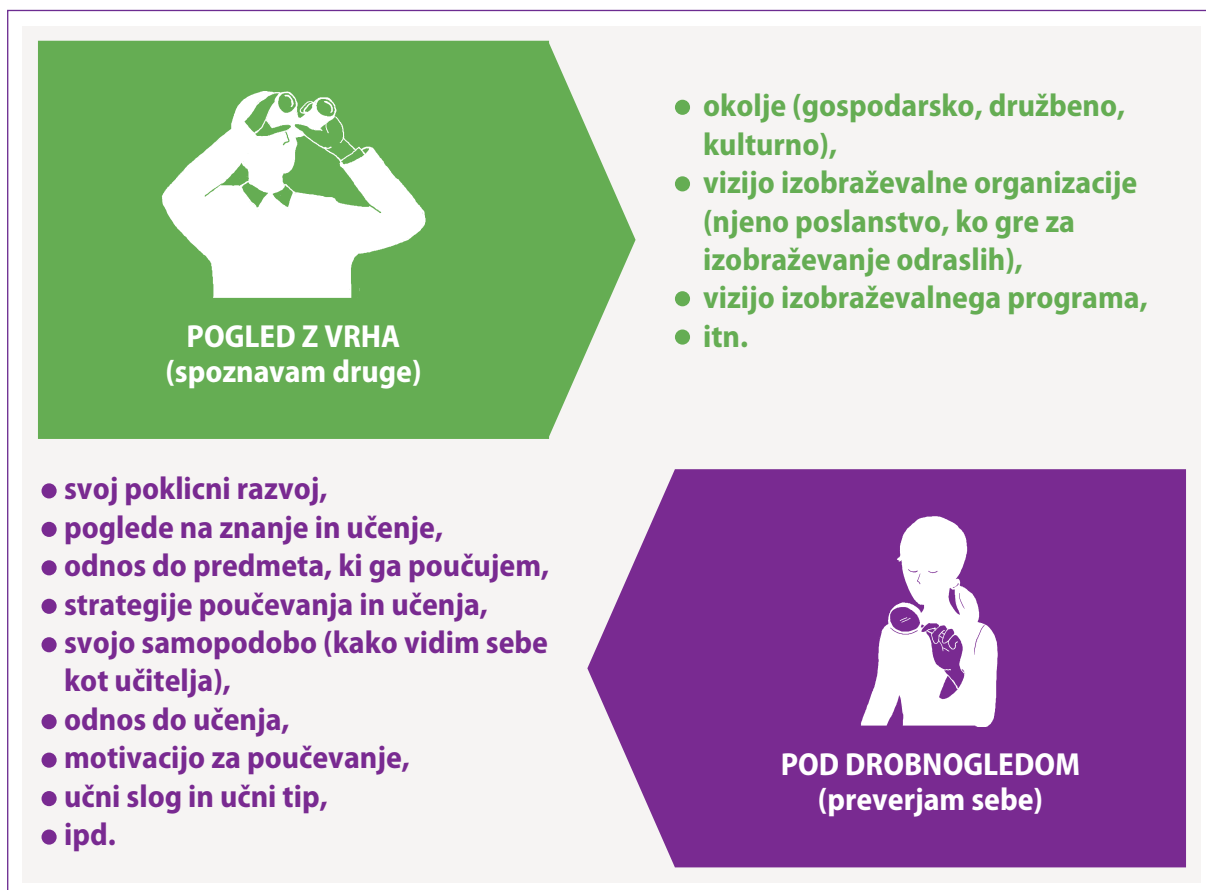 POGLED Z VRHA
(spoznavam druge)
● okolje (gospodarsko, družbeno,
kulturno),
● vizijo izobraževalne organizacije
(njeno poslanstvo, ko gre za
izobraževanje odraslih),
● vizijo izobraževalnega programa,
● itn.
● svoj poklicni razvoj,
● poglede na znanje in učenje,
● odnos do predmeta, ki ga poučujem,
● strategije poučevanja in učenja,
● svojo samopodobo (kako vidim sebe
kot učitelja),
● odnos do učenja,
● motivacijo za poučevanje,
● učni slog in učni tip,
● ipd.
POD DROBNOGLEDOM
(preverjam sebe)